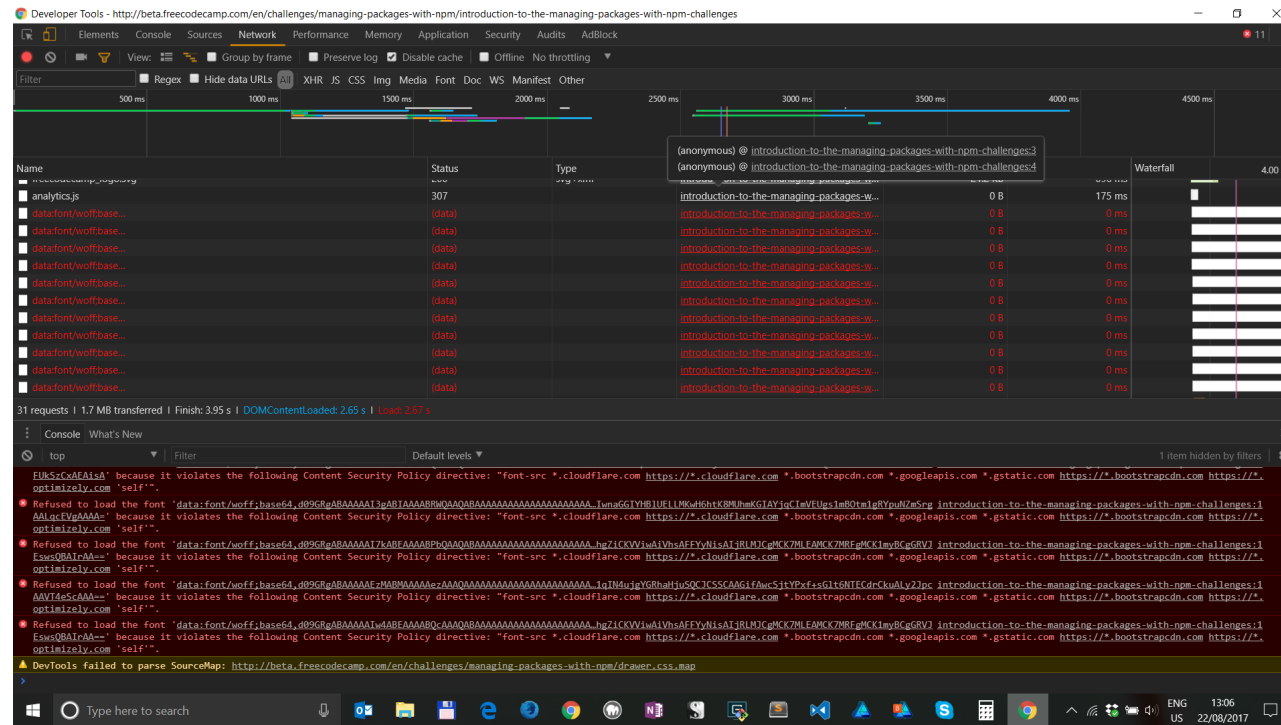 Developer Tools - http://beta.freecodecamp.com/en/challenges/managing-packages-with-npm/introduction-to-the-managing-packages-with-npm-challenges
Elements Console Sources Network Performance Memory Application Security Audits AdBlock 11
View: Group by frame Preserve log Disable cache Offline No throttling
Filter Regex Hide data URLs All XHR JS CSS Img Media Font Doc WS Manifest Other
500 ms 1000 ms 1500 ms 2000 ms 2500 ms 3000 ms 3500 ms 4000 ms 4500 ms
(anonymous) @ introduction-to-the-managing-packages-with-npm-challenges:3
(anonymous) @ introduction-to-the-managing-packages-with-npm-challenges:4
Name Status Type Waterfall 4.00
analytics.js 307 introduction-to-the-managing-packages-w... 0 B 175 ms
data:font/woff;base... (data) introduction-to-the-managing-packages-w... 0 B 0 ms
data:font/woff;base... (data) introduction-to-the-managing-packages-w... 0 B 0 ms
data:font/woff;base... (data) introduction-to-the-managing-packages-w... 0 B 0 ms
data:font/woff;base... (data) introduction-to-the-managing-packages-w... 0 B 0 ms
data:font/woff;base... (data) introduction-to-the-managing-packages-w... 0 B 0 ms
data:font/woff;base... (data) introduction-to-the-managing-packages-w... 0 B 0 ms
data:font/woff;base... (data) introduction-to-the-managing-packages-w... 0 B 0 ms
data:font/woff;base... (data) introduction-to-the-managing-packages-w... 0 B 0 ms
data:font/woff;base... (data) introduction-to-the-managing-packages-w... 0 B 0 ms
data:font/woff;base... (data) introduction-to-the-managing-packages-w... 0 B 0 ms
data:font/woff;base... (data) introduction-to-the-managing-packages-w... 0 B 0 ms
31 requests | 1.7 MB transferred | Finish: 3.95 s | DOMContentLoaded: 2.65 s | Load: 2.67 s
Console What's New
top Filter Default levels 1 item hidden by filters
FUkSzCxAEAisA' because it violates the following Content Security Policy directive: "font-src *.cloudflare.com https://*.cloudflare.com *.bootstrapcdn.com *.googleapis.com *.gstatic.com https://*.bootstrapcdn.com https://*.
optimizely.com 'self'".
Refused to load the font 'data:font/woff;base64, introduction-to-the-managing-packages-with-npm-challenges:1
AALqcEVgAAAA=' because it violates the following Content Security Policy directive: "font-src *.cloudflare.com https://*.cloudflare.com *.bootstrapcdn.com *.googleapis.com *.gstatic.com https://*.bootstrapcdn.com https://*.
optimizely.com 'self'".
Refused to load the font 'data:font/woff;base64, introduction-to-the-managing-packages-with-npm-challenges:1
EswsQBAIrAA==' because it violates the following Content Security Policy directive: "font-src *.cloudflare.com https://*.cloudflare.com *.bootstrapcdn.com *.googleapis.com *.gstatic.com https://*.bootstrapcdn.com https://*.
optimizely.com 'self'".
Refused to load the font 'data:font/woff;base64, introduction-to-the-managing-packages-with-npm-challenges:1
AAVT4eScAAA==' because it violates the following Content Security Policy directive: "font-src *.cloudflare.com https://*.cloudflare.com *.bootstrapcdn.com *.googleapis.com *.gstatic.com https://*.bootstrapcdn.com https://*.
optimizely.com 'self'".
Refused to load the font 'data:font/woff;base64, introduction-to-the-managing-packages-with-npm-challenges:1
EswsQBAIrAA==' because it violates the following Content Security Policy directive: "font-src *.cloudflare.com https://*.cloudflare.com *.bootstrapcdn.com *.googleapis.com *.gstatic.com https://*.bootstrapcdn.com https://*.
optimizely.com 'self'".
DevTools failed to parse SourceMap: http://beta.freecodecamp.com/en/challenges/managing-packages-with-npm/drawer.css.map
Type here to search ENG 13:06
US 22/08/2017